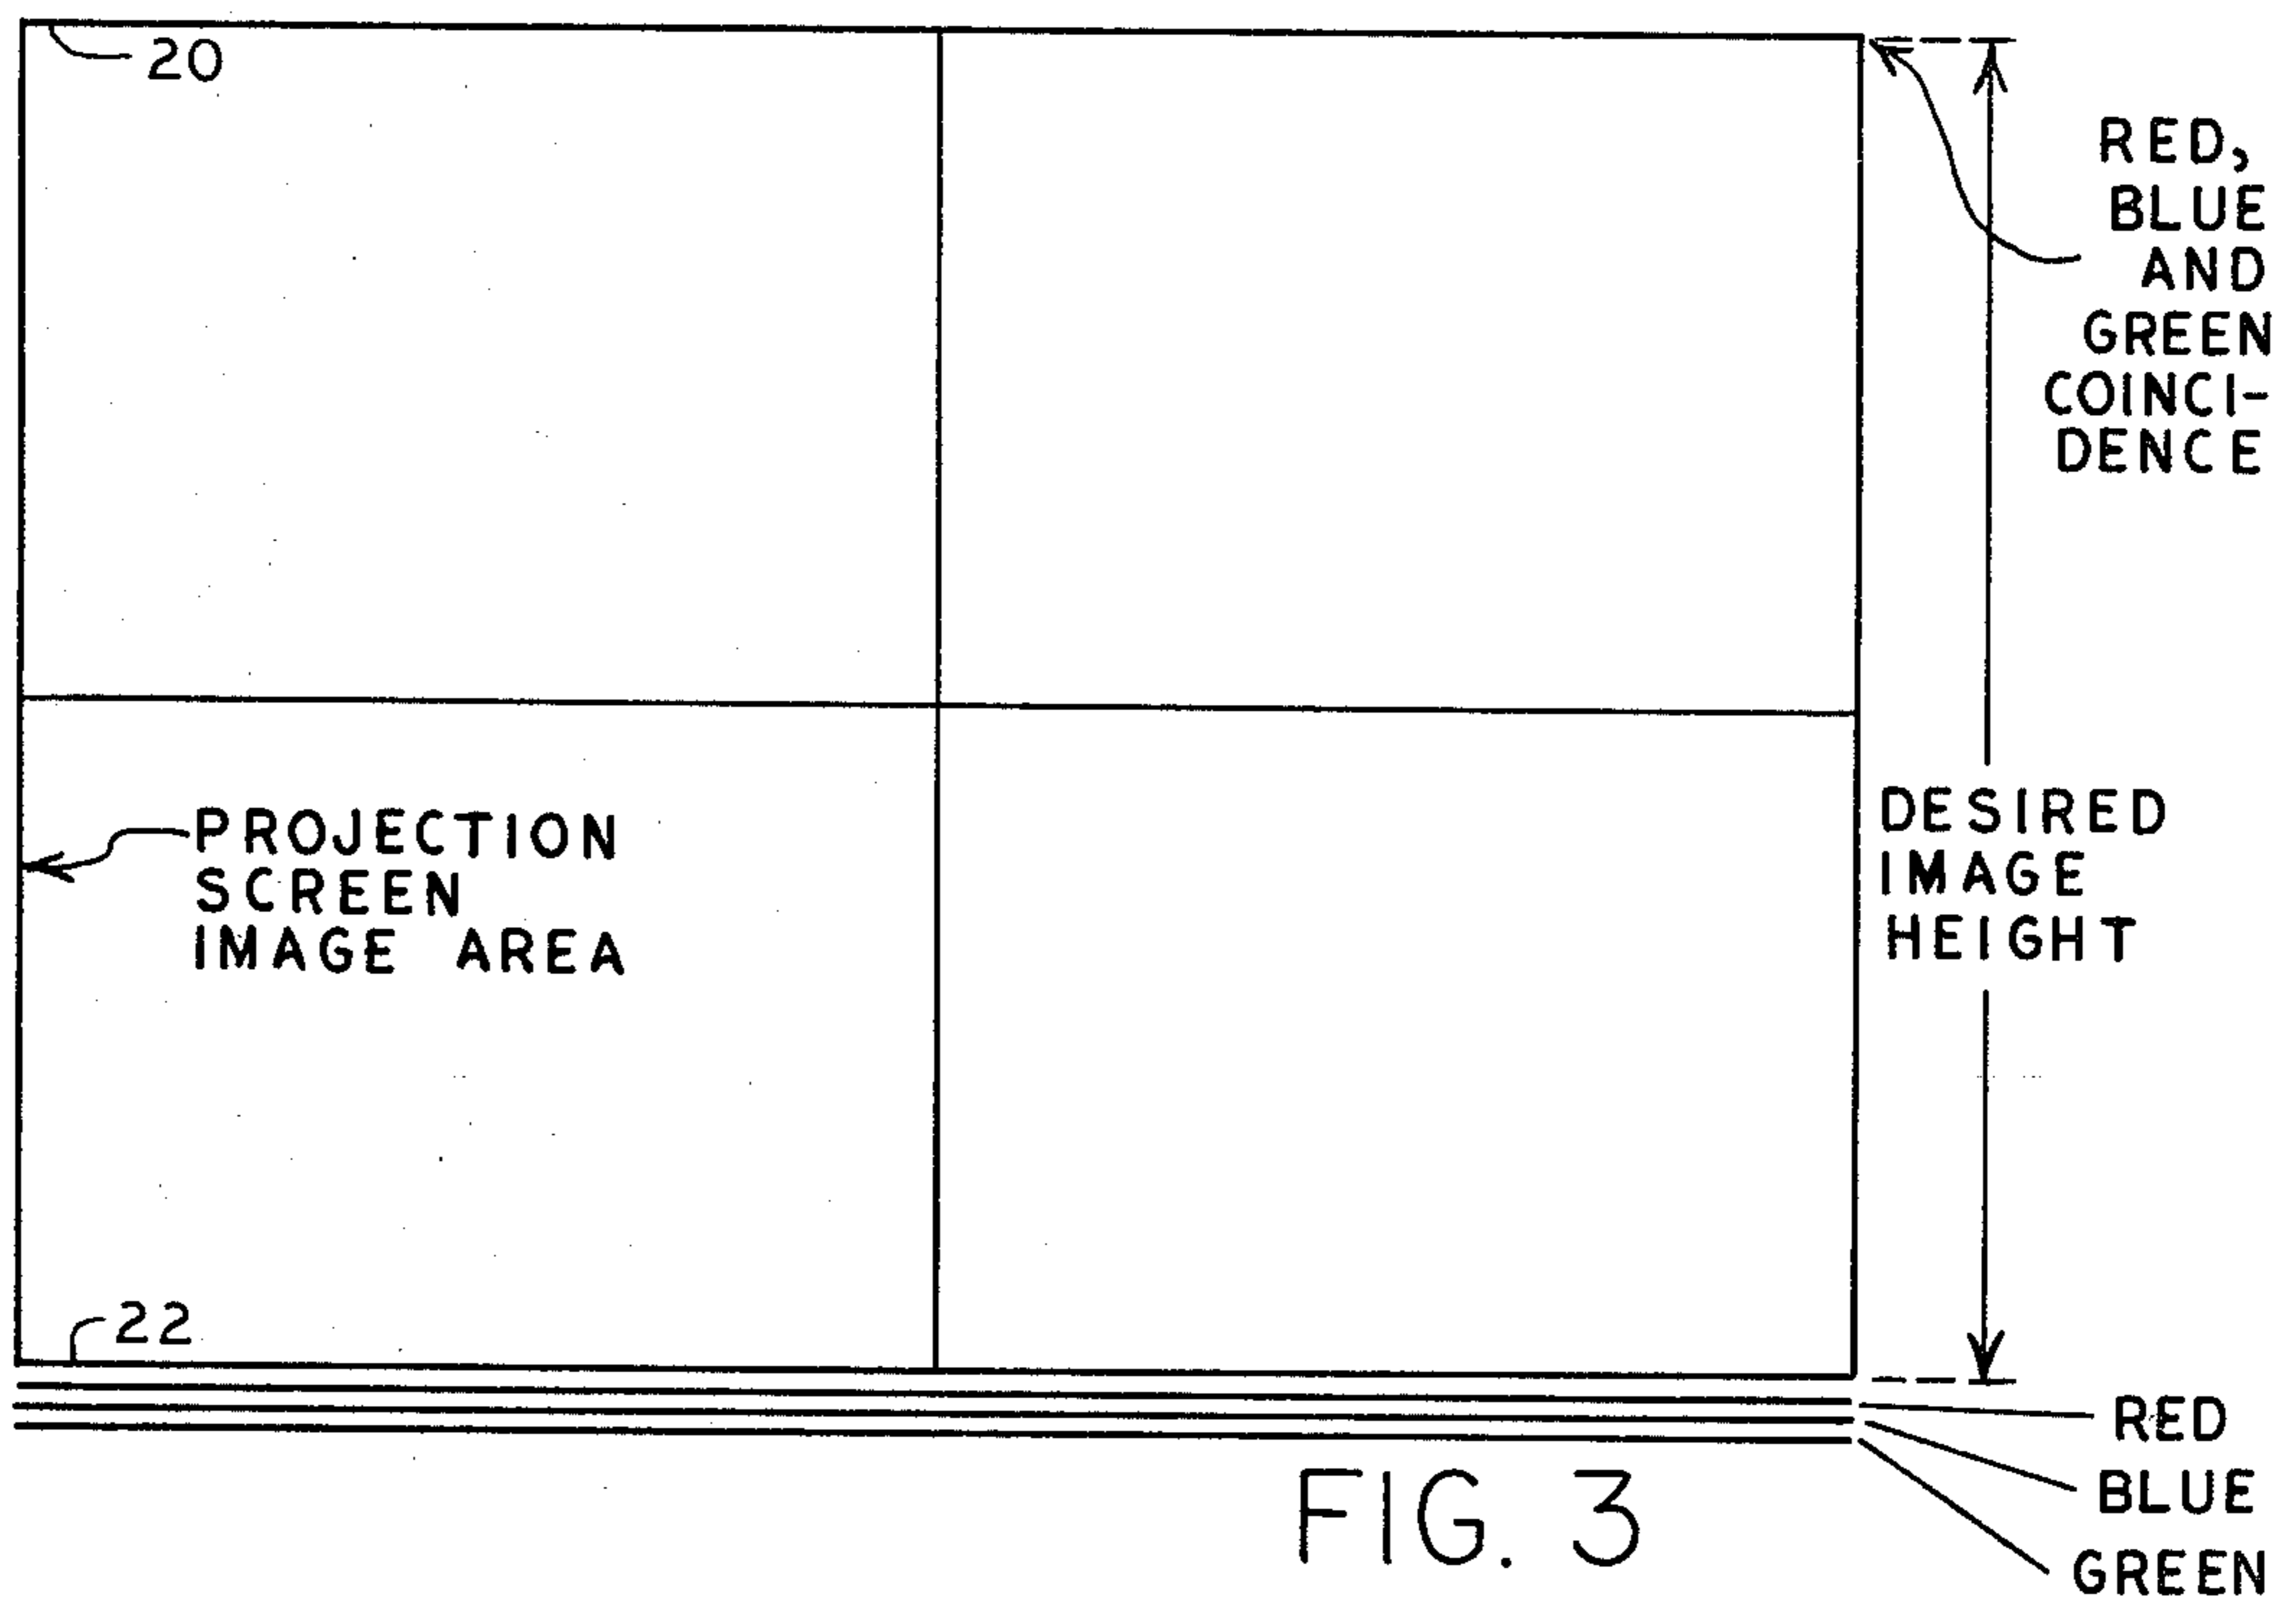 20
RED,
BLUE
AND
GREEN
COINCI-
DENCE
PROJECTION
SCREEN
IMAGE AREA
DESIRED
IMAGE
HEIGHT
22
RED
BLUE
GREEN
FIG. 3